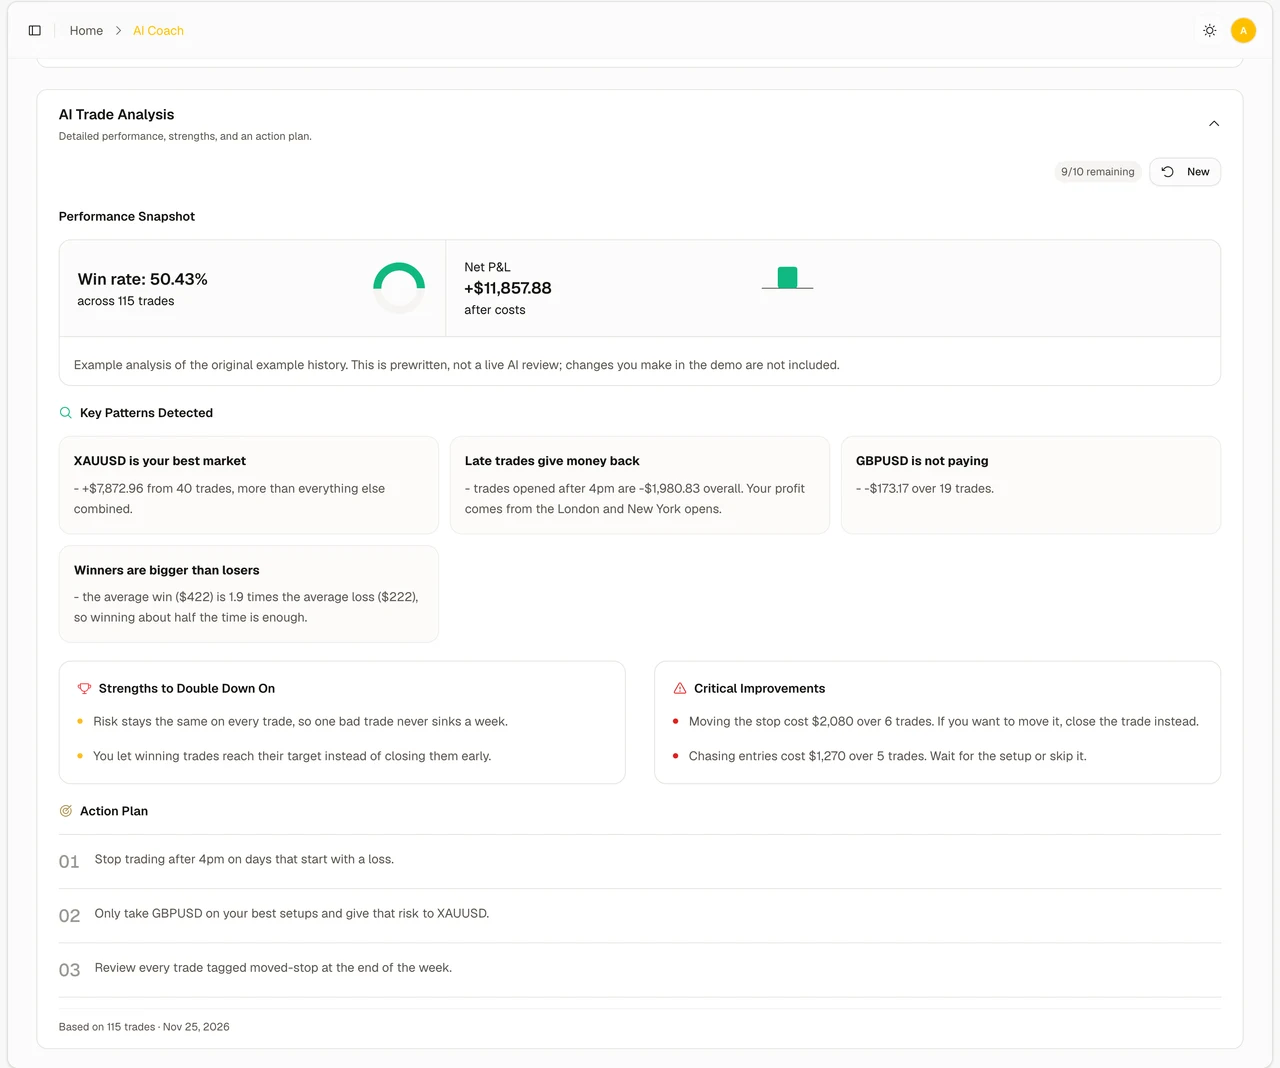 Home > AI Coach
A
AI Trade Analysis
Detailed performance, strengths, and an action plan.
9/10 remaining
New
Performance Snapshot
Win rate: 50.43%
across 115 trades
Net P&L
+$11,857.88
after costs
Example analysis of the original example history. This is prewritten, not a live AI review; changes you make in the demo are not included.
Key Patterns Detected
XAUUSD is your best market
- +$7,872.96 from 40 trades, more than everything else
combined.
Late trades give money back
- trades opened after 4pm are -$1,980.83 overall. Your profit
comes from the London and New York opens.
GBPUSD is not paying
- -$173.17 over 19 trades.
Winners are bigger than losers
- the average win ($422) is 1.9 times the average loss ($222),
so winning about half the time is enough.
Strengths to Double Down On
Risk stays the same on every trade, so one bad trade never sinks a week.
You let winning trades reach their target instead of closing them early.
Critical Improvements
Moving the stop cost $2,080 over 6 trades. If you want to move it, close the trade instead.
Chasing entries cost $1,270 over 5 trades. Wait for the setup or skip it.
Action Plan
01 Stop trading after 4pm on days that start with a loss.
02 Only take GBPUSD on your best setups and give that risk to XAUUSD.
03 Review every trade tagged moved-stop at the end of the week.
Based on 115 trades · Nov 25, 2026